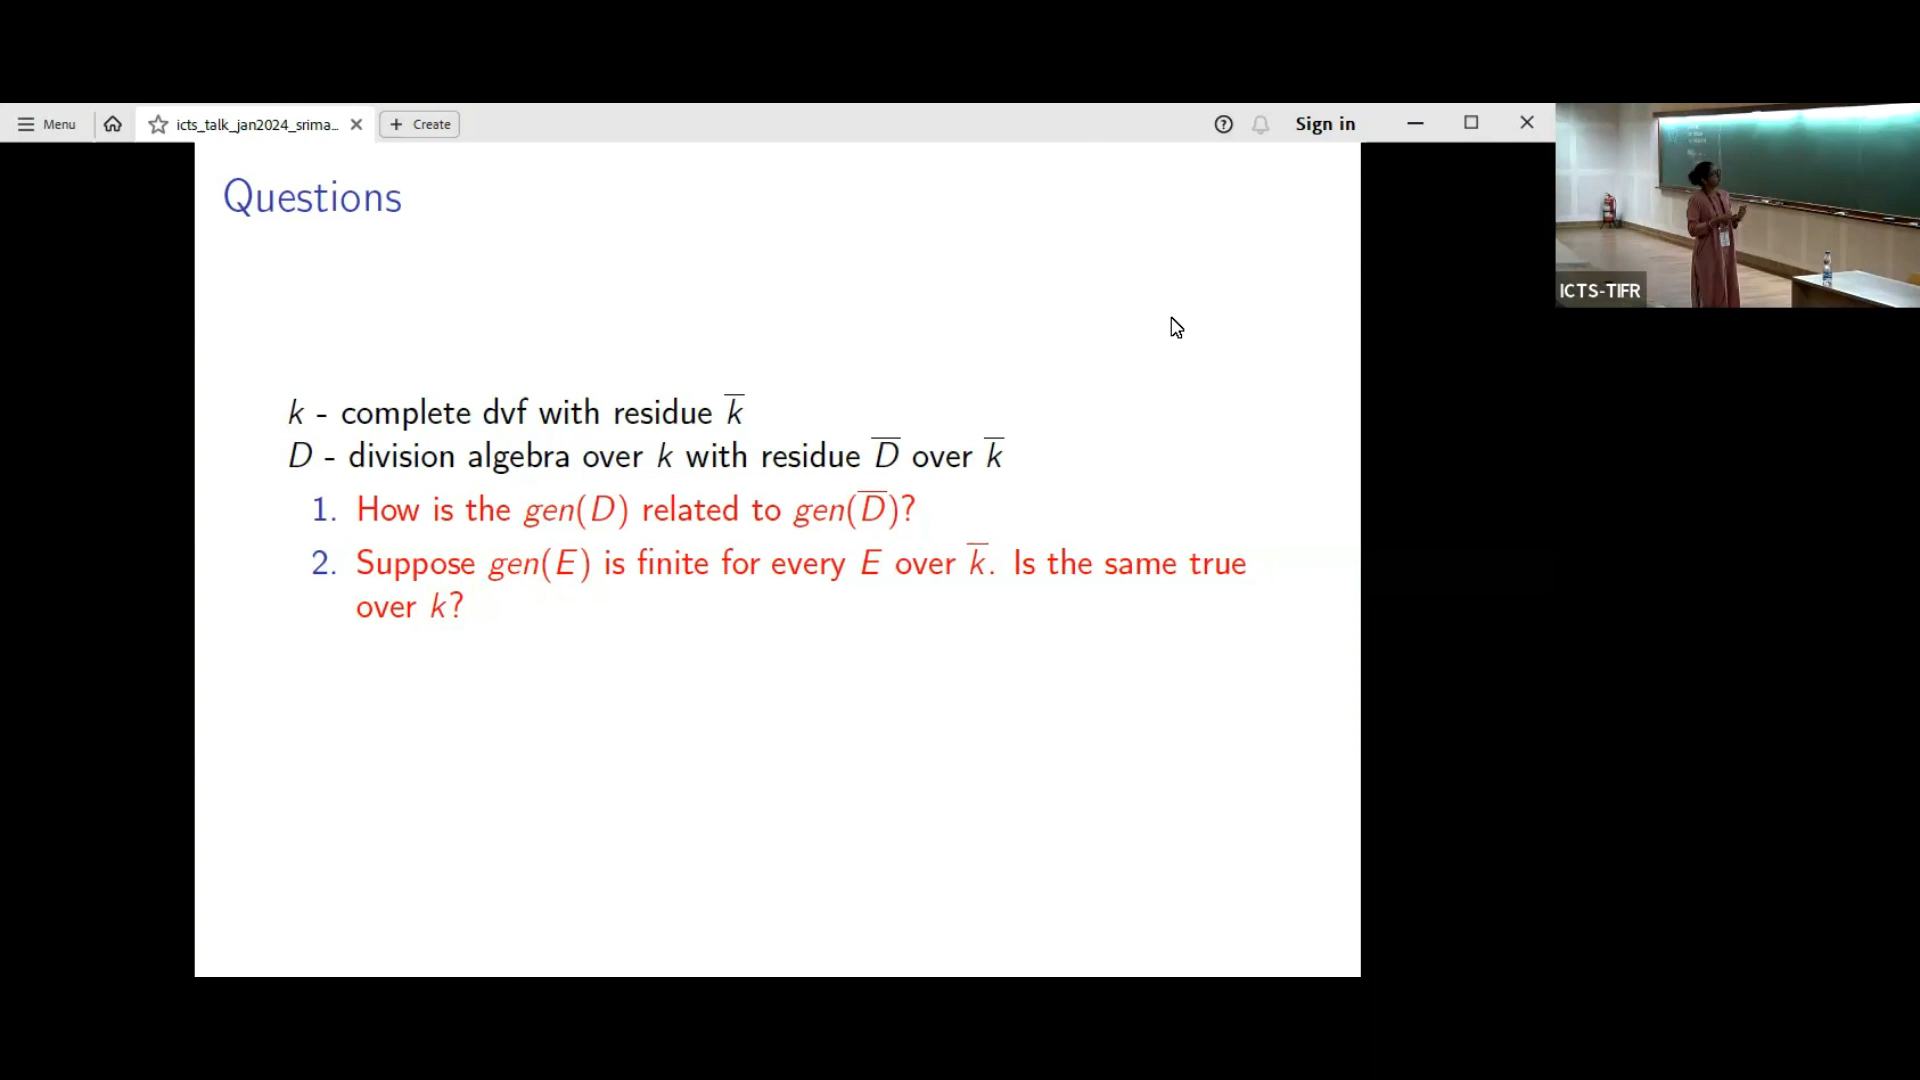 Menu
icts_talk_jan2024_srima...
Create
Sign in
ICTS-TIFR
Questions
k - complete dvf with residue k̅
D - division algebra over k with residue D̅ over k̅
1. How is the gen(D) related to gen(D̅)?
2. Suppose gen(E) is finite for every E over k̅. Is the same true
over k?